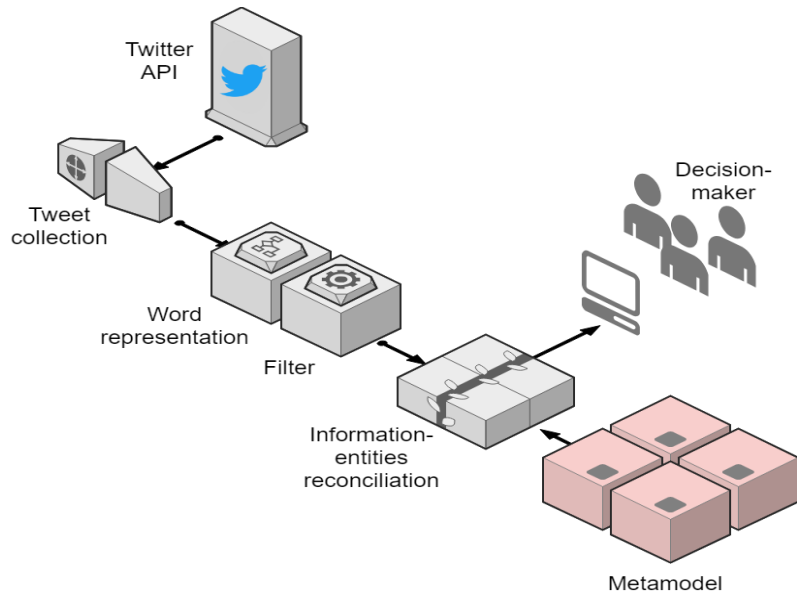 Twitter
API
Tweet
collection
Decision-
maker
Word
representation
Filter
Information-
entities
reconciliation
Metamodel